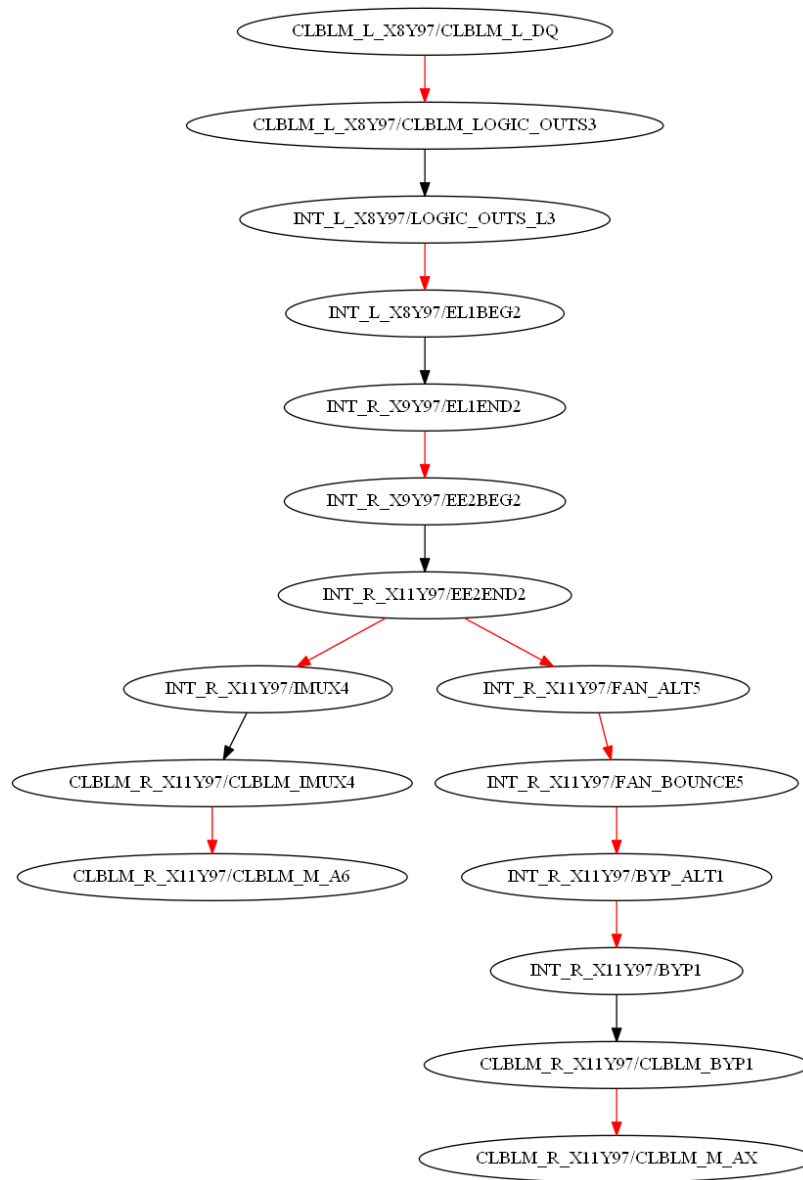 CLBLM_L_X8Y97/CLBLM_L_DQ
CLBLM_L_X8Y97/CLBLM_LOGIC_OUTS3
INT_L_X8Y97/LOGIC_OUTS_L3
INT_L_X8Y97/EL1BEG2
INT_R_X9Y97/EL1END2
INT_R_X9Y97/EE2BEG2
INT_R_X11Y97/EE2END2
INT_R_X11Y97/IMUX4
INT_R_X11Y97/FAN_ALT5
CLBLM_R_X11Y97/CLBLM_IMUX4
INT_R_X11Y97/FAN_BOUNCE5
CLBLM_R_X11Y97/CLBLM_M_A6
INT_R_X11Y97/BYP_ALT1
INT_R_X11Y97/BYP1
CLBLM_R_X11Y97/CLBLM_BYP1
CLBLM_R_X11Y97/CLBLM_M_AX